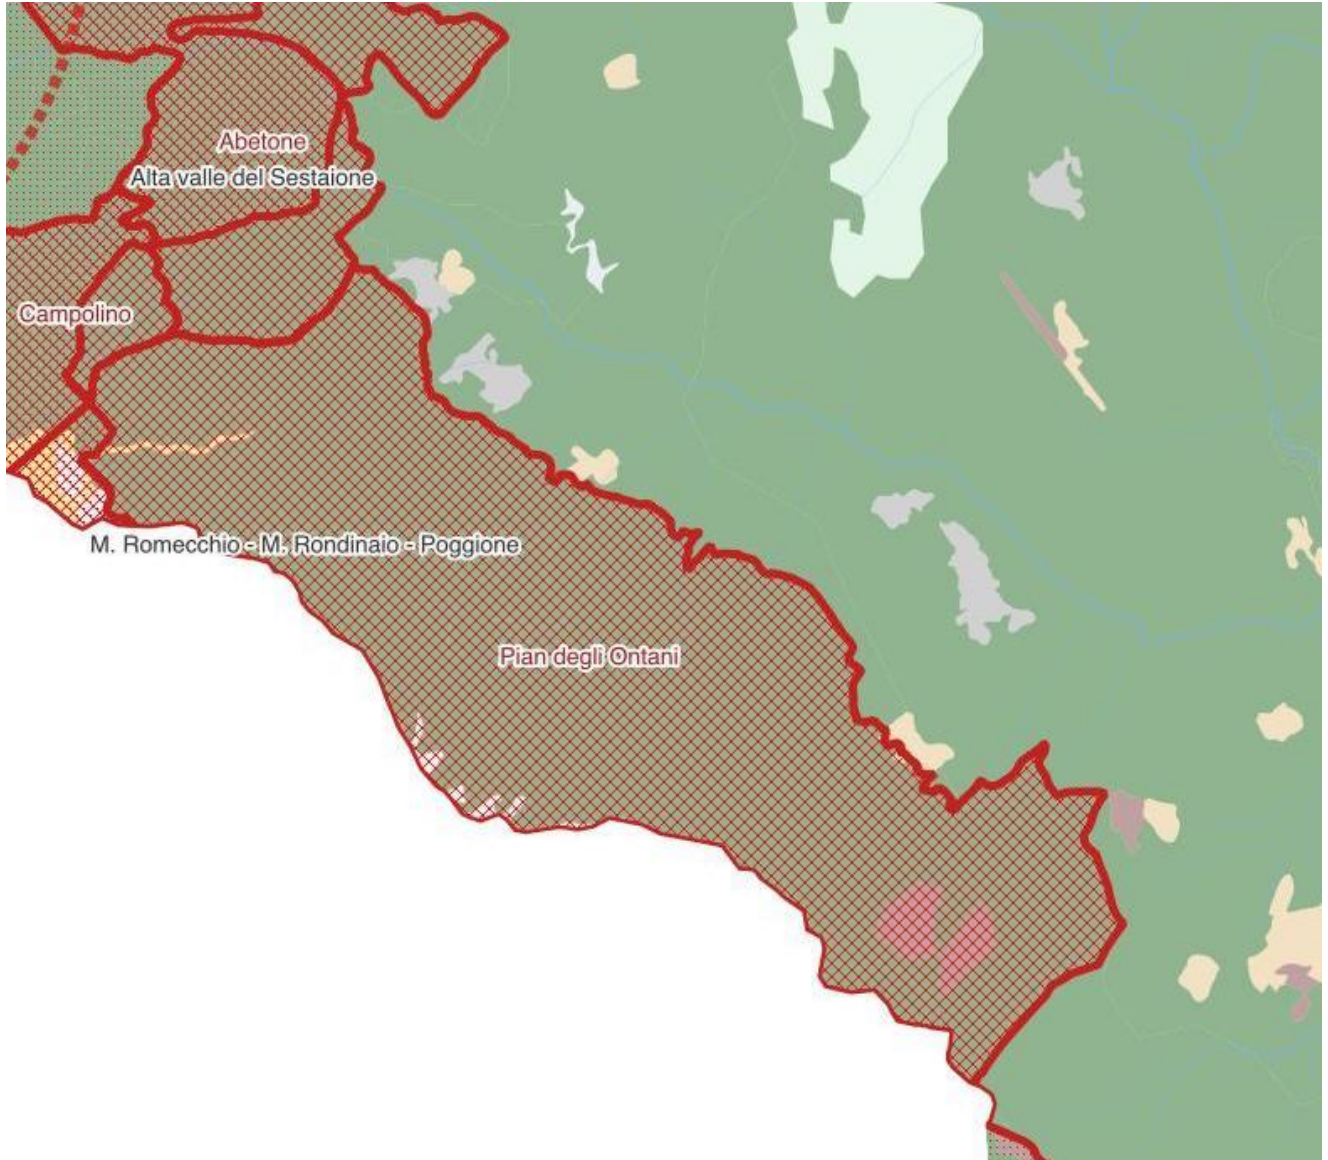 Abetone
Alta valle del Sestaione
Campolino
M. Romecchio - M. Rondinaio - Poggione
Pian degli Ontani